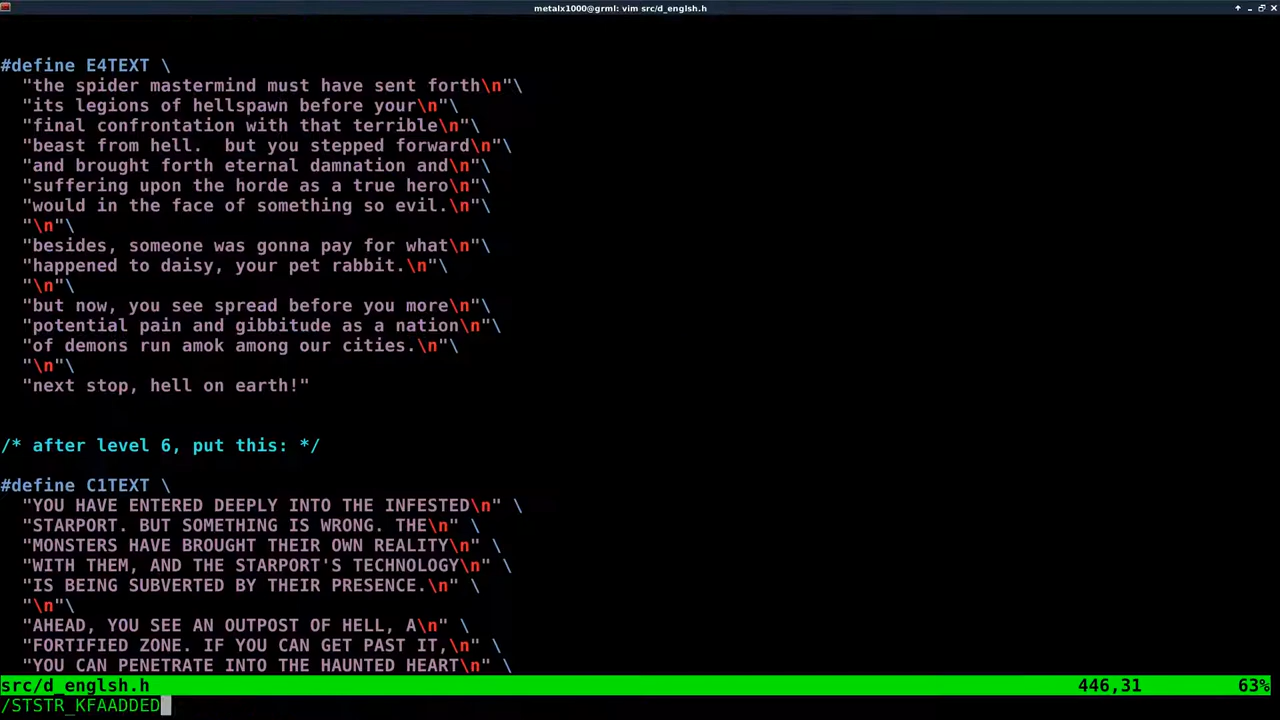 metalx1000@grml: vim src/d_englsh.h
#define E4TEXT \
"the spider mastermind must have sent forth\n"\
"its legions of hellspawn before your\n"\
"final confrontation with that terrible\n"\
"beast from hell.  but you stepped forward\n"\
"and brought forth eternal damnation and\n"\
"suffering upon the horde as a true hero\n"\
"would in the face of something so evil.\n"\
"\n"\
"besides, someone was gonna pay for what\n"\
"happened to daisy, your pet rabbit.\n"\
"\n"\
"but now, you see spread before you more\n"\
"potential pain and gibbitude as a nation\n"\
"of demons run amok among our cities.\n"\
"\n"\
"next stop, hell on earth!"
/* after level 6, put this: */
#define C1TEXT \
"YOU HAVE ENTERED DEEPLY INTO THE INFESTED\n" \
"STARPORT. BUT SOMETHING IS WRONG. THE\n" \
"MONSTERS HAVE BROUGHT THEIR OWN REALITY\n" \
"WITH THEM, AND THE STARPORT'S TECHNOLOGY\n" \
"IS BEING SUBVERTED BY THEIR PRESENCE.\n" \
"\n"\
"AHEAD, YOU SEE AN OUTPOST OF HELL, A\n" \
"FORTIFIED ZONE. IF YOU CAN GET PAST IT,\n" \
"YOU CAN PENETRATE INTO THE HAUNTED HEART\n" \
src/d_englsh.h 446,31 63%
/STSTR_KFAADDED